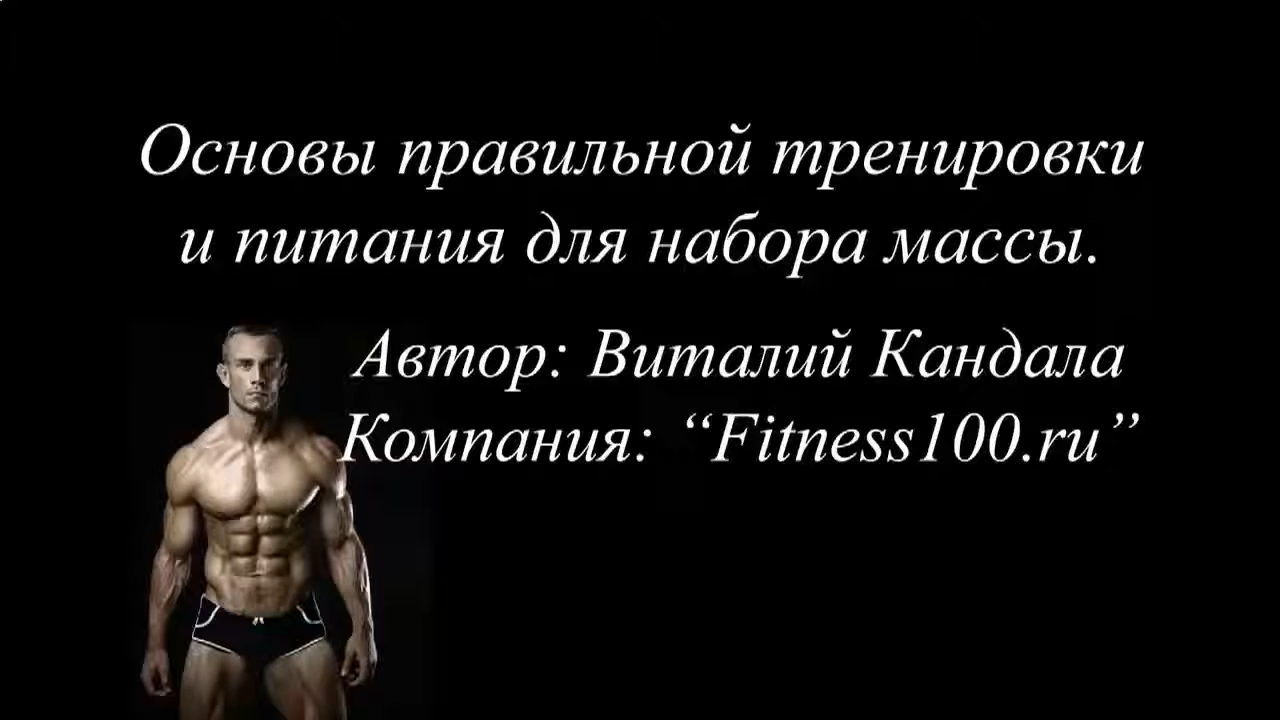 Основы правильной тренировки
и питания для набора массы.
Автор: Виталий Кандала
Компания: “Fitness100.ru”